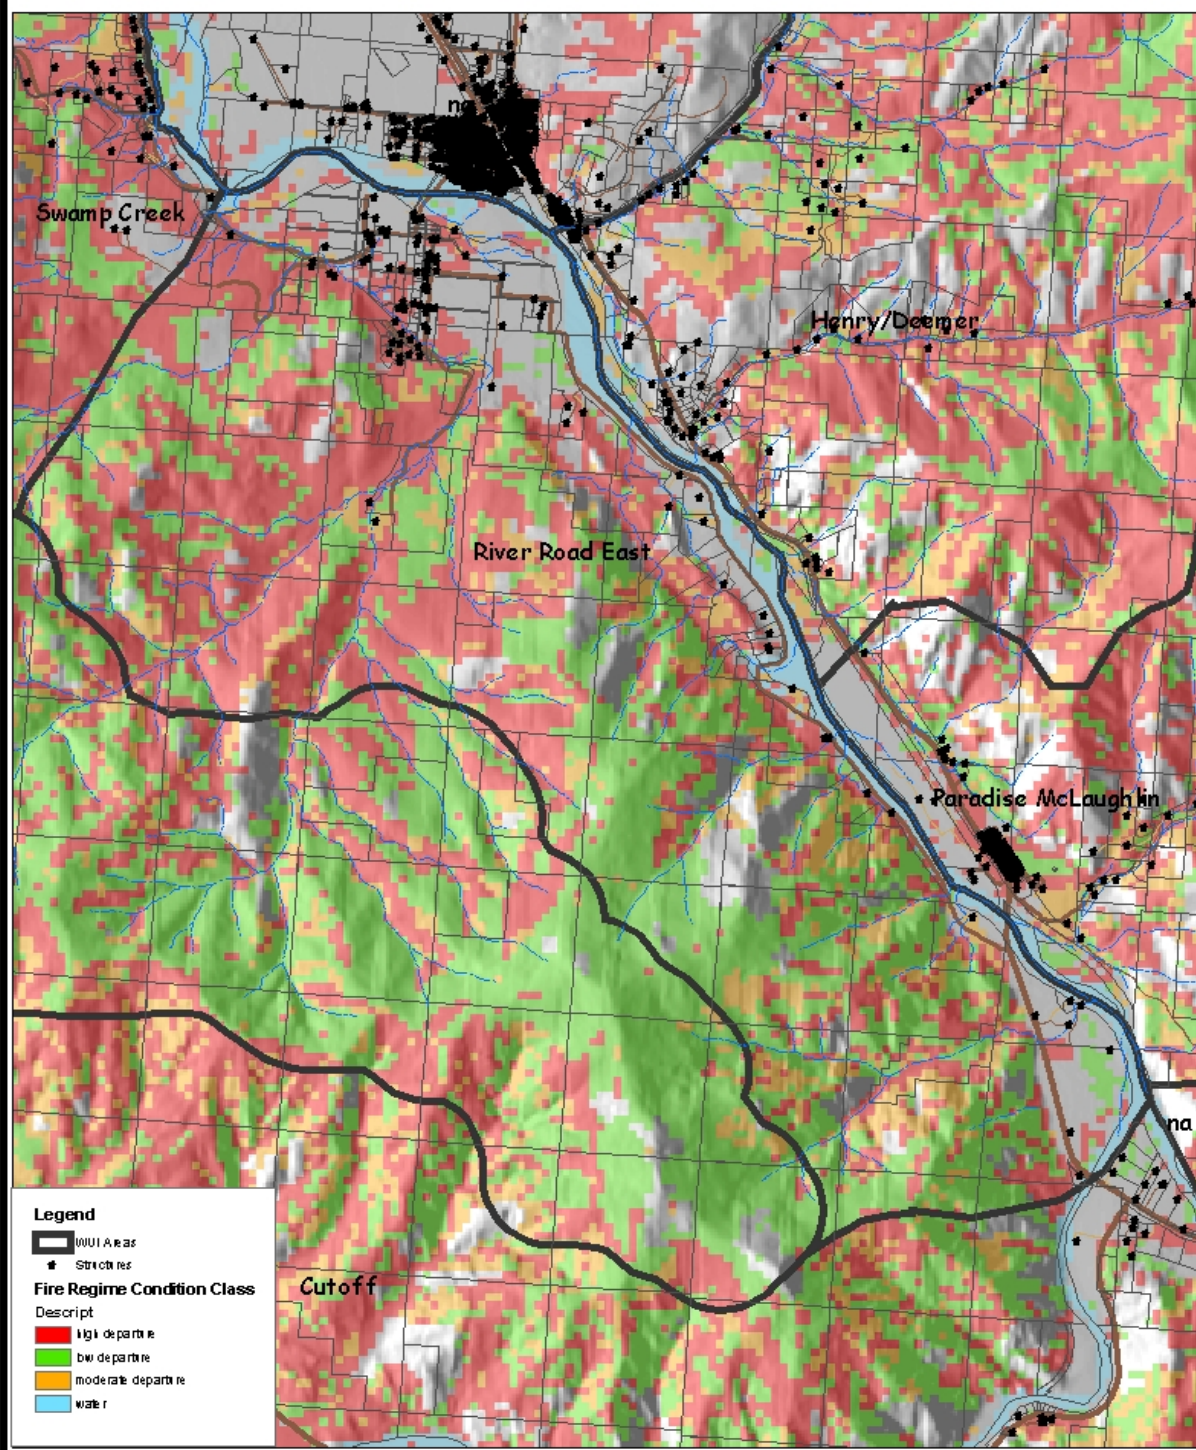 na
Swamp Creek
Henry/Deemer
River Road East
Paradise McLaughlin
na
Cutoff
Legend
WUI Areas
Structures
Fire Regime Condition Class
Descript
high departure
low departure
moderate departure
water